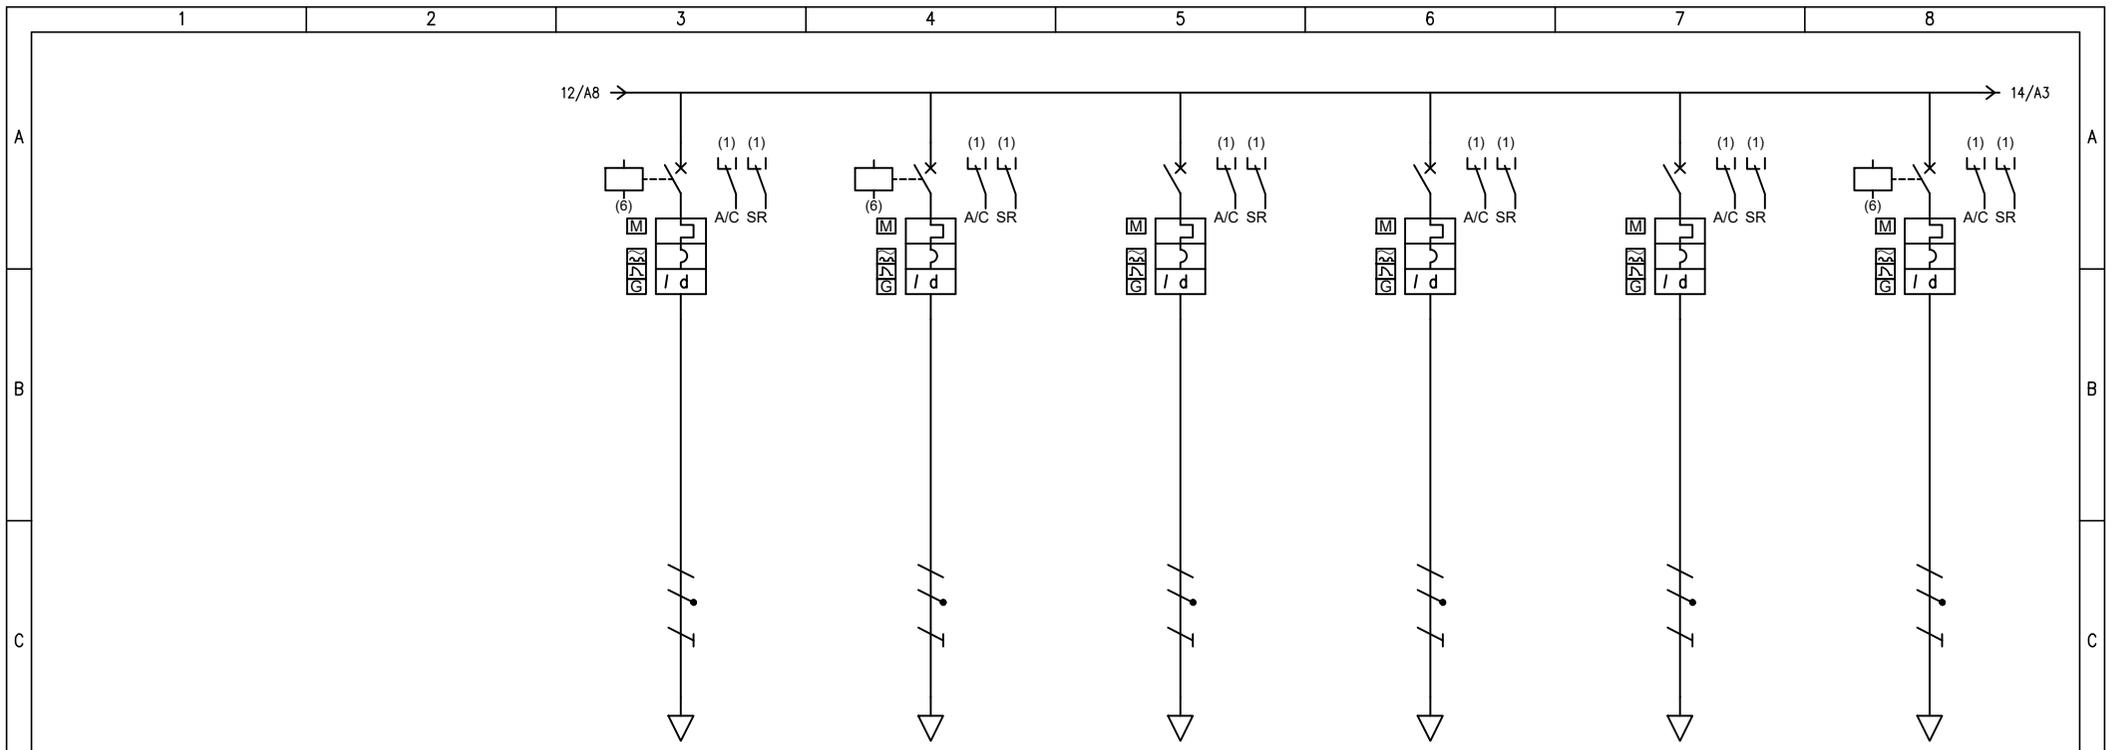 1 2 3 4 5 6 7 8
12/A8 14/A3
A A
(1) (1) (1) (1) (1) (1) (1) (1) (1) (1) (1) (1)
(6) (6) (6)
A/C SR A/C SR A/C SR A/C SR A/C SR A/C SR
M M M M M M
I d I d I d I d I d I d
G G G G G G
B B
C C